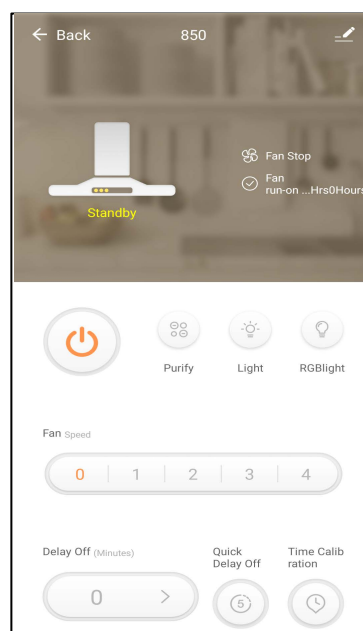 Back 850
Fan Stop
Fan
run-on ...Hrs0Hours
Standby
Purify Light RGBlight
Fan Speed
0 1 2 3 4
Delay Off (Minutes)
Quick
Delay Off
Time Calib
ration
0
5